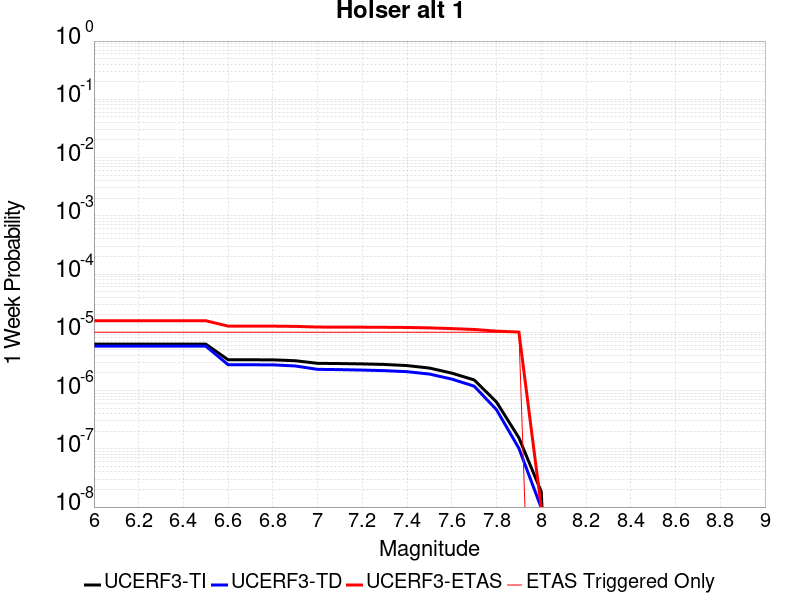 Holser alt 1
1 Week Probability
10^0
10^-1
10^-2
10^-3
10^-4
10^-5
10^-6
10^-7
10^-8
6 6.2 6.4 6.6 6.8 7 7.2 7.4 7.6 7.8 8 8.2 8.4 8.6 8.8 9
Magnitude
UCERF3-TI UCERF3-TD UCERF3-ETAS ETAS Triggered Only